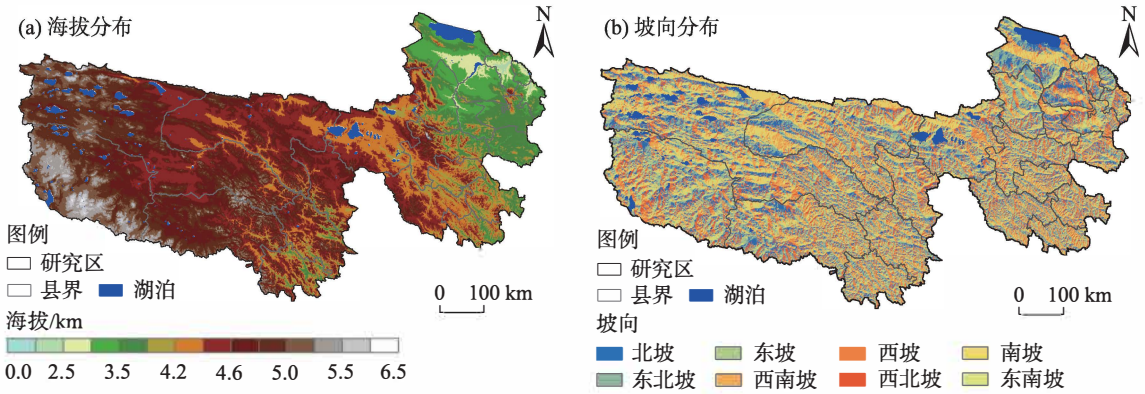 (a) 海拔分布
N
图例
研究区
县界
湖泊
0 100 km
海拔/km
0.0 2.5 3.5 4.2 4.6 5.0 5.5 6.5
(b) 坡向分布
N
图例
研究区
县界
湖泊
0 100 km
坡向
北坡 东坡 西坡 南坡
东北坡 西南坡 西北坡 东南坡